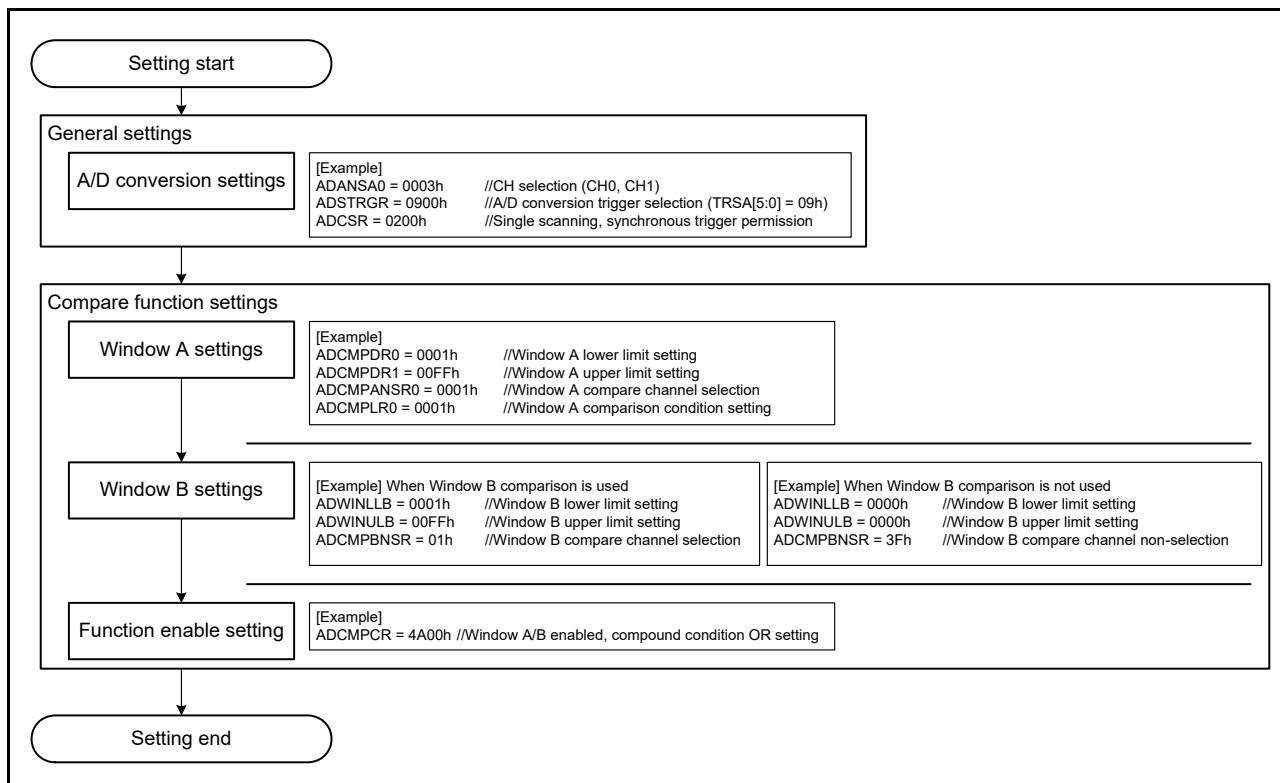 Setting start
General settings
A/D conversion settings
[Example]
ADANSA0 = 0003h //CH selection (CH0, CH1)
ADSTRGR = 0900h //A/D conversion trigger selection (TRSA[5:0] = 09h)
ADCSR = 0200h //Single scanning, synchronous trigger permission
Compare function settings
Window A settings
[Example]
ADCMPDR0 = 0001h //Window A lower limit setting
ADCMPDR1 = 00FFh //Window A upper limit setting
ADCMPANSR0 = 0001h //Window A compare channel selection
ADCMPLR0 = 0001h //Window A comparison condition setting
Window B settings
[Example] When Window B comparison is used
ADWINLLB = 0001h //Window B lower limit setting
ADWINULB = 00FFh //Window B upper limit setting
ADCMPBNSR = 01h //Window B compare channel selection
[Example] When Window B comparison is not used
ADWINLLB = 0000h //Window B lower limit setting
ADWINULB = 0000h //Window B upper limit setting
ADCMPBNSR = 3Fh //Window B compare channel non-selection
Function enable setting
[Example]
ADCMPCR = 4A00h //Window A/B enabled, compound condition OR setting
Setting end